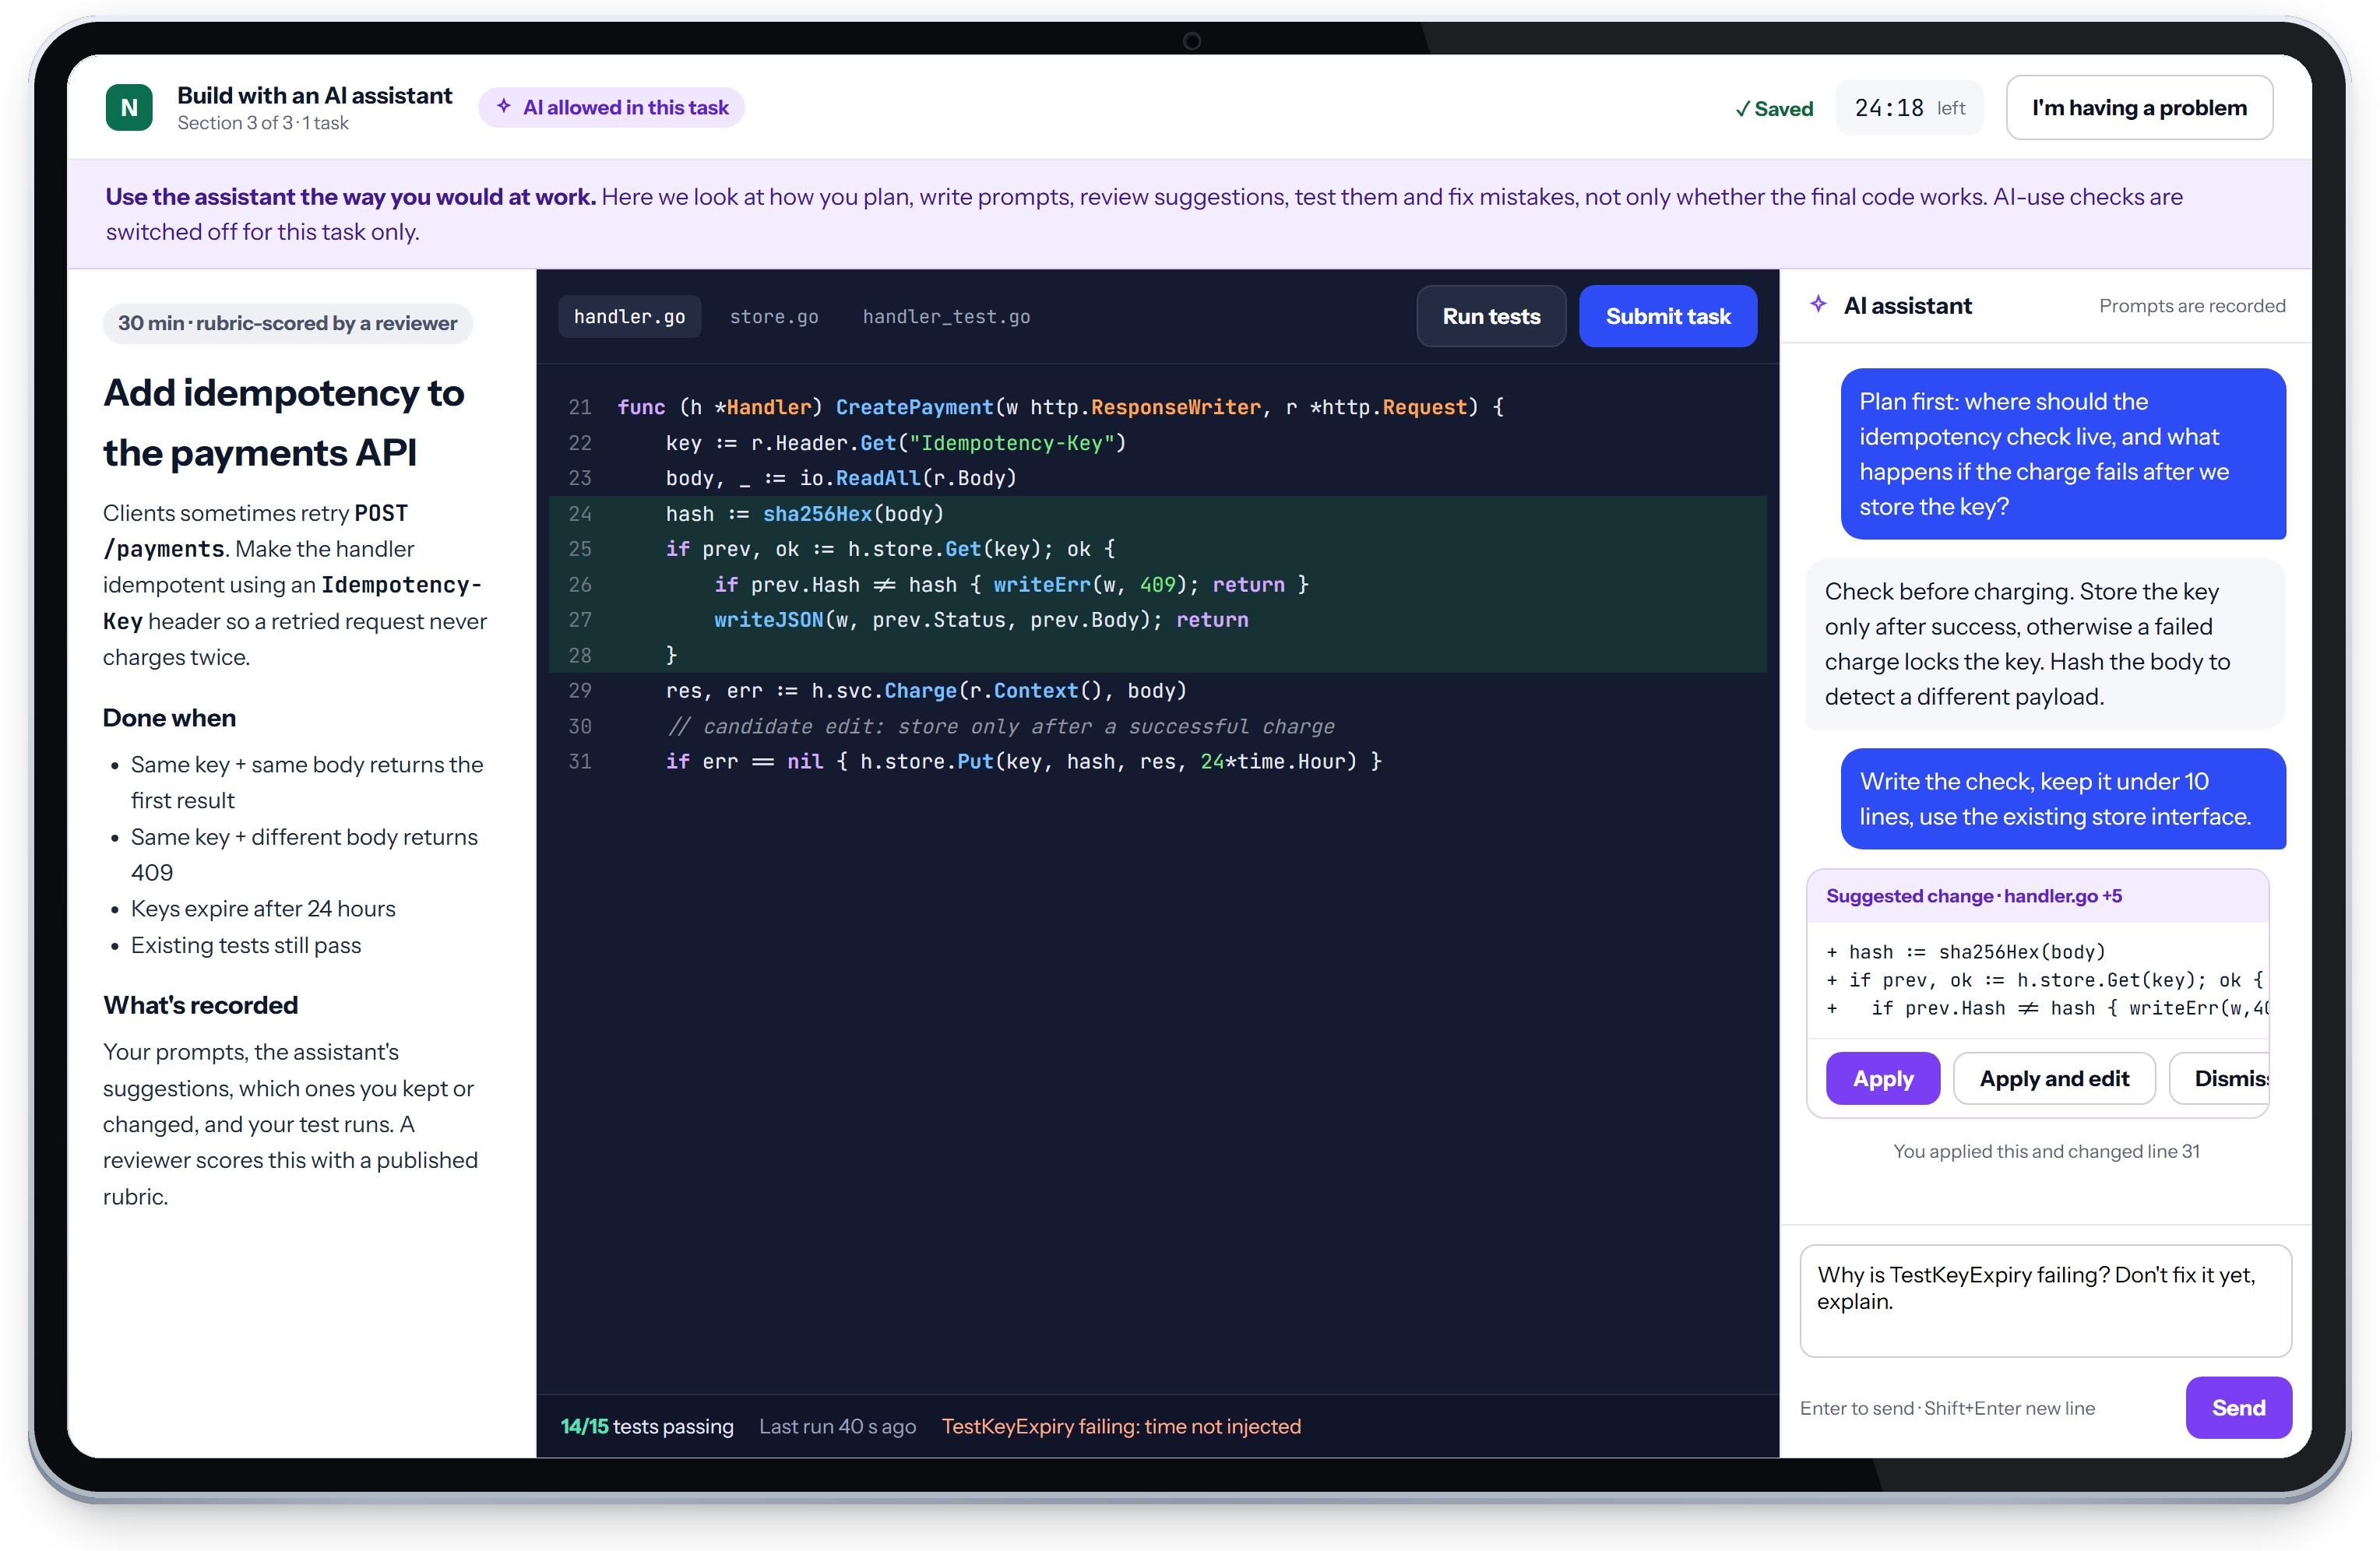 N
Build with an AI assistant
Section 3 of 3 · 1 task
AI allowed in this task
✓ Saved
24:18 left
I'm having a problem
Use the assistant the way you would at work. Here we look at how you plan, write prompts, review suggestions, test them and fix mistakes, not only whether the final code works. AI-use checks are
switched off for this task only.
30 min · rubric-scored by a reviewer
Add idempotency to
the payments API
Clients sometimes retry POST
/payments. Make the handler
idempotent using an Idempotency-
Key header so a retried request never
charges twice.
Done when
• Same key + same body returns the
first result
• Same key + different body returns
409
• Keys expire after 24 hours
• Existing tests still pass
What's recorded
Your prompts, the assistant's
suggestions, which ones you kept or
changed, and your test runs. A
reviewer scores this with a published
rubric.
handler.go
store.go
handler_test.go
Run tests
Submit task
21 func (h *Handler) CreatePayment(w http.ResponseWriter, r *http.Request) {
22 key := r.Header.Get("Idempotency-Key")
23 body, _ := io.ReadAll(r.Body)
24 hash := sha256Hex(body)
25 if prev, ok := h.store.Get(key); ok {
26 if prev.Hash != hash { writeErr(w, 409); return }
27 writeJSON(w, prev.Status, prev.Body); return
28 }
29 res, err := h.svc.Charge(r.Context(), body)
30 // candidate edit: store only after a successful charge
31 if err == nil { h.store.Put(key, hash, res, 24*time.Hour) }
14/15 tests passing
Last run 40 s ago
TestKeyExpiry failing: time not injected
AI assistant
Prompts are recorded
Plan first: where should the
idempotency check live, and what
happens if the charge fails after we
store the key?
Check before charging. Store the key
only after success, otherwise a failed
charge locks the key. Hash the body to
detect a different payload.
Write the check, keep it under 10
lines, use the existing store interface.
Suggested change · handler.go +5
+ hash := sha256Hex(body)
+ if prev, ok := h.store.Get(key); ok {
+ if prev.Hash != hash { writeErr(w,40
Apply
Apply and edit
Dismiss
You applied this and changed line 31
Why is TestKeyExpiry failing? Don't fix it yet,
explain.
Enter to send · Shift+Enter new line
Send